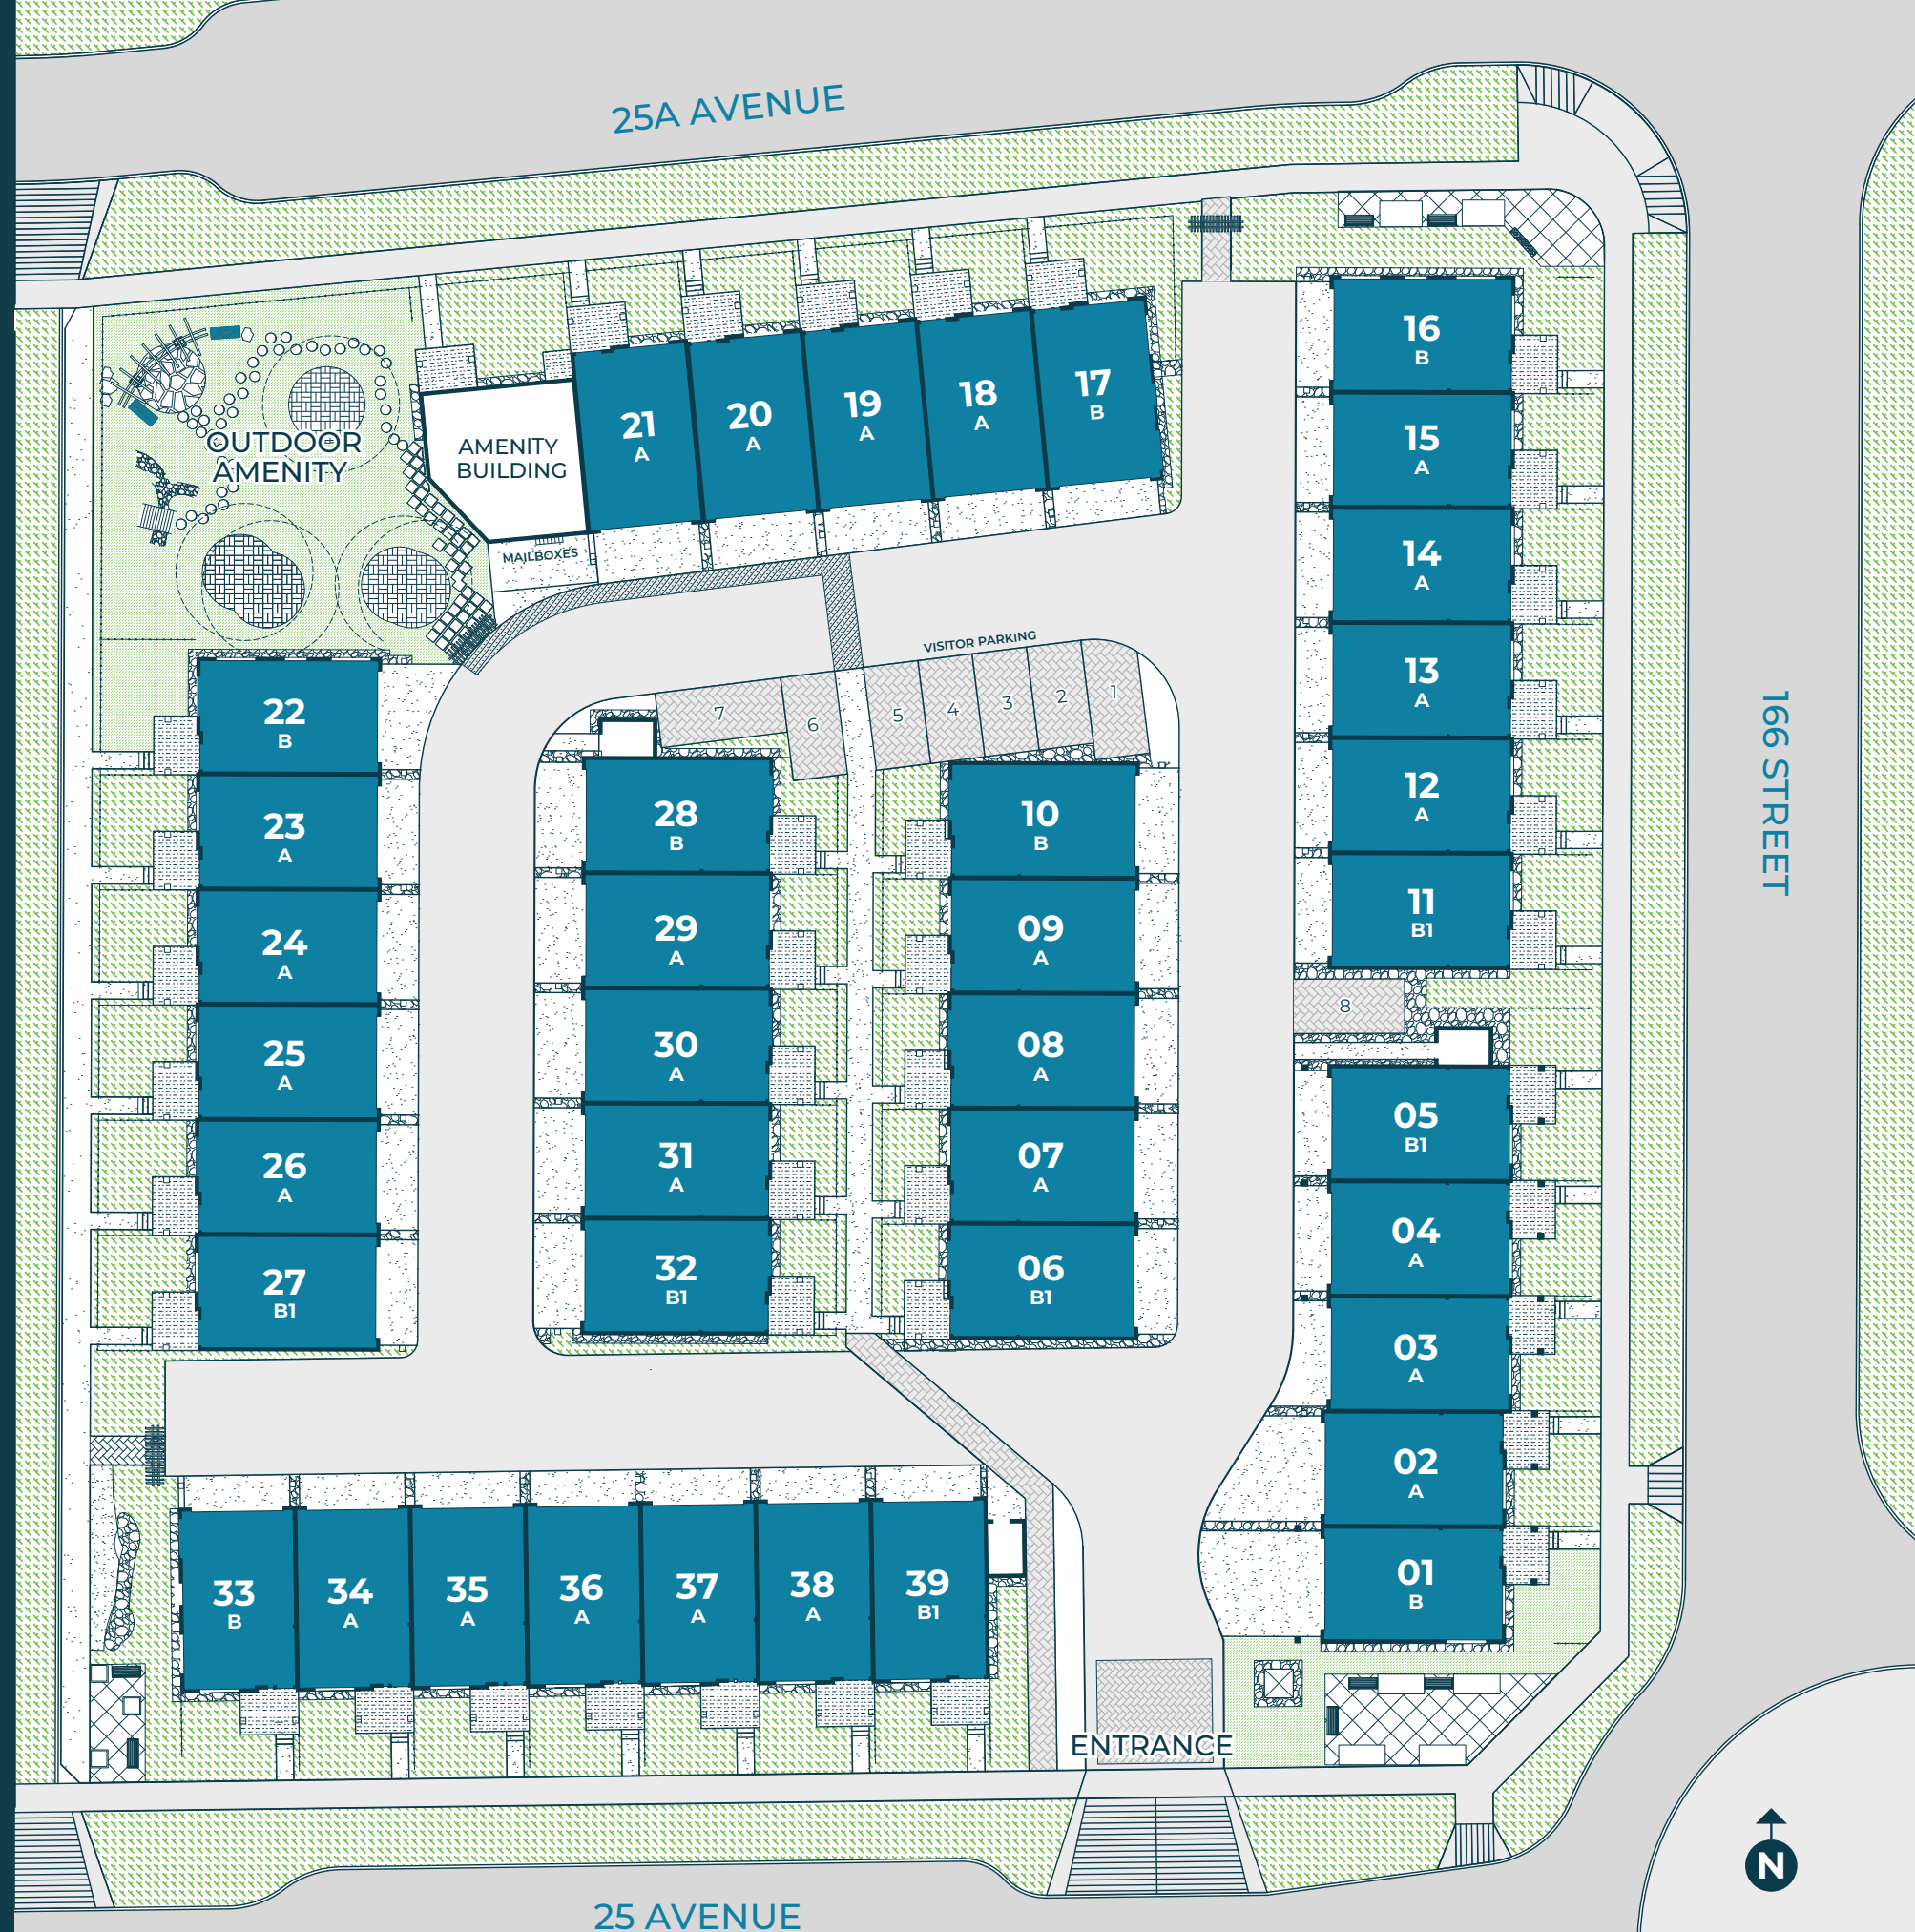 25A AVENUE
16
B
17
B
18
A
19
A
20
A
21
A
15
A
OUTDOOR
AMENITY
AMENITY
BUILDING
14
A
MAILBOXES
VISITOR PARKING
13
A
7
6
5
4
3
2
1
22
B
166 STREET
12
A
28
B
10
B
23
A
11
B1
29
A
09
A
24
A
8
30
A
08
A
25
A
05
B1
31
A
07
A
26
A
04
A
32
B1
06
B1
27
B1
03
A
02
A
01
B
33
B
34
A
35
A
36
A
37
A
38
A
39
B1
ENTRANCE
N
25 AVENUE